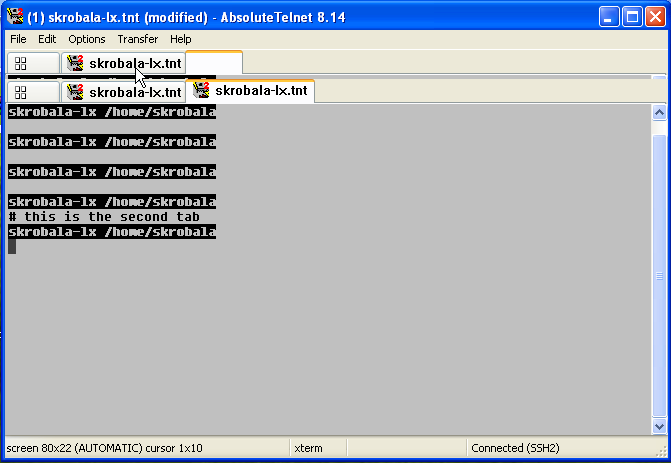 (1) skrobala-lx.tnt (modified) - AbsoluteTelnet 8.14
File Edit Options Transfer Help
skrobala-lx.tnt
skrobala-lx.tnt skrobala-lx.tnt
skrobala-lx /home/skrobala
skrobala-lx /home/skrobala
skrobala-lx /home/skrobala
skrobala-lx /home/skrobala
# this is the second tab
skrobala-lx /home/skrobala
screen 80x22 (AUTOMATIC) cursor 1x10 xterm Connected (SSH2)